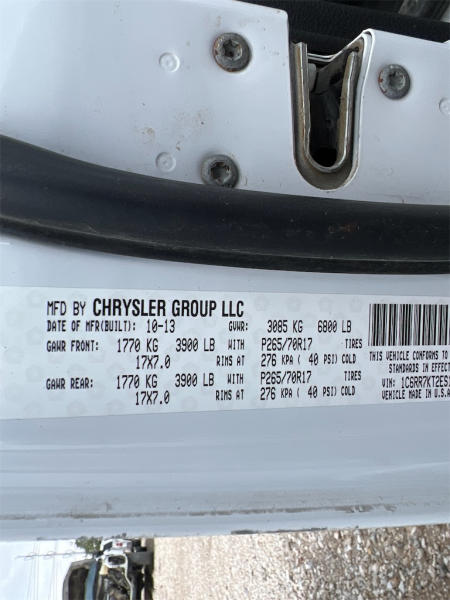 MFD BY CHRYSLER GROUP LLC
DATE OF MFR(BUILT): 10-13 GVWR: 3085 KG 6800 LB
GAWR FRONT: 1770 KG 3900 LB WITH P265/70R17 TIRES
17X7.0 RIMS AT 276 KPA ( 40 PSI) COLD
GAWR REAR: 1770 KG 3900 LB WITH P265/70R17 TIRES
17X7.0 RIMS AT 276 KPA ( 40 PSI) COLD
THIS VEHICLE CONFORMS TO
STANDARDS IN EFFECT
VIN: 1C6RR7KT2ES
VEHICLE MADE IN U.S.A